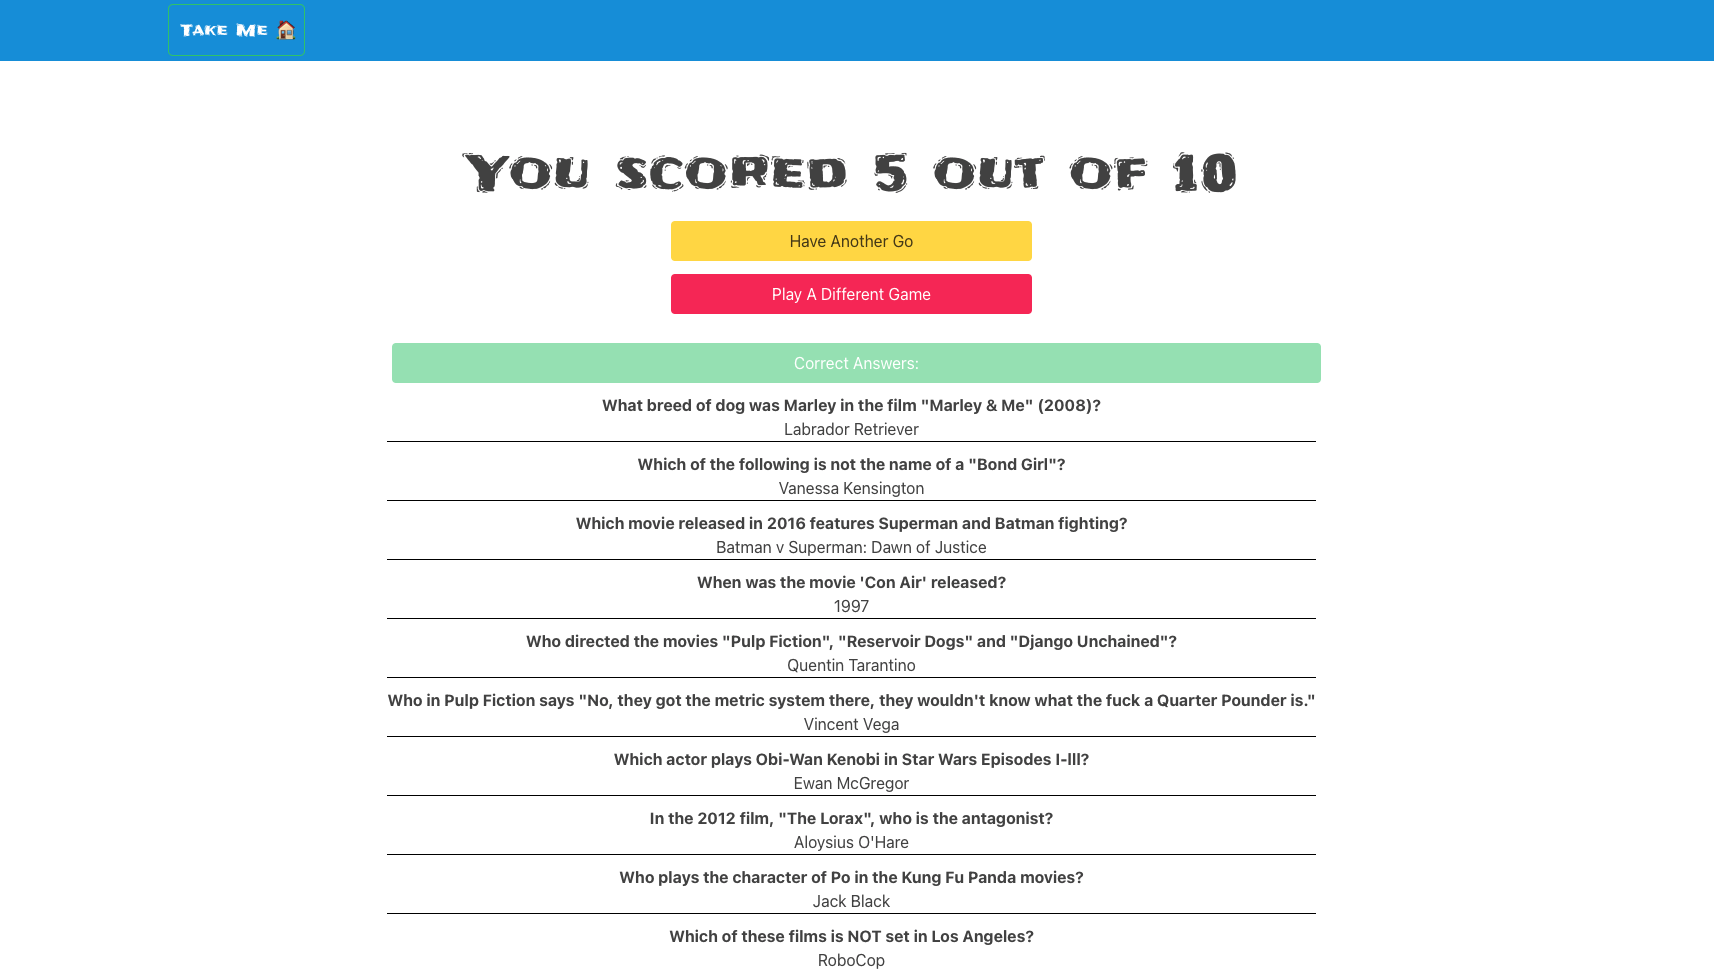 Take Me 🏠
You scored 5 out of 10
Have Another Go
Play A Different Game
Correct Answers:
What breed of dog was Marley in the film "Marley & Me" (2008)?
Labrador Retriever
Which of the following is not the name of a "Bond Girl"?
Vanessa Kensington
Which movie released in 2016 features Superman and Batman fighting?
Batman v Superman: Dawn of Justice
When was the movie 'Con Air' released?
1997
Who directed the movies "Pulp Fiction", "Reservoir Dogs" and "Django Unchained"?
Quentin Tarantino
Who in Pulp Fiction says "No, they got the metric system there, they wouldn't know what the fuck a Quarter Pounder is."
Vincent Vega
Which actor plays Obi-Wan Kenobi in Star Wars Episodes I-lll?
Ewan McGregor
In the 2012 film, "The Lorax", who is the antagonist?
Aloysius O'Hare
Who plays the character of Po in the Kung Fu Panda movies?
Jack Black
Which of these films is NOT set in Los Angeles?
RoboCop